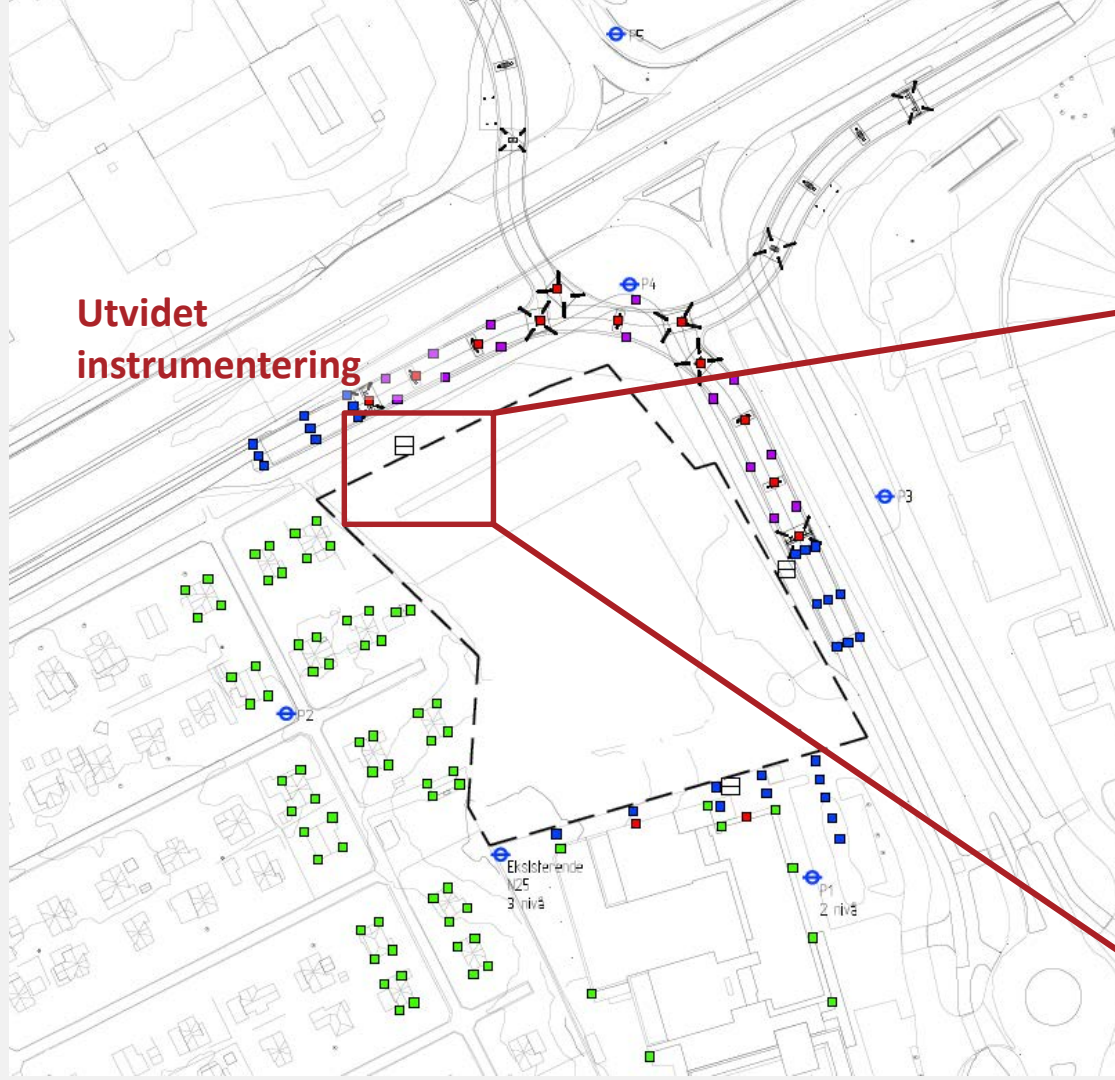 P5
P4
Utvidet
instrumentering
P3
P2
Eksisterende
N25
3 nivå
P1
2 nivå